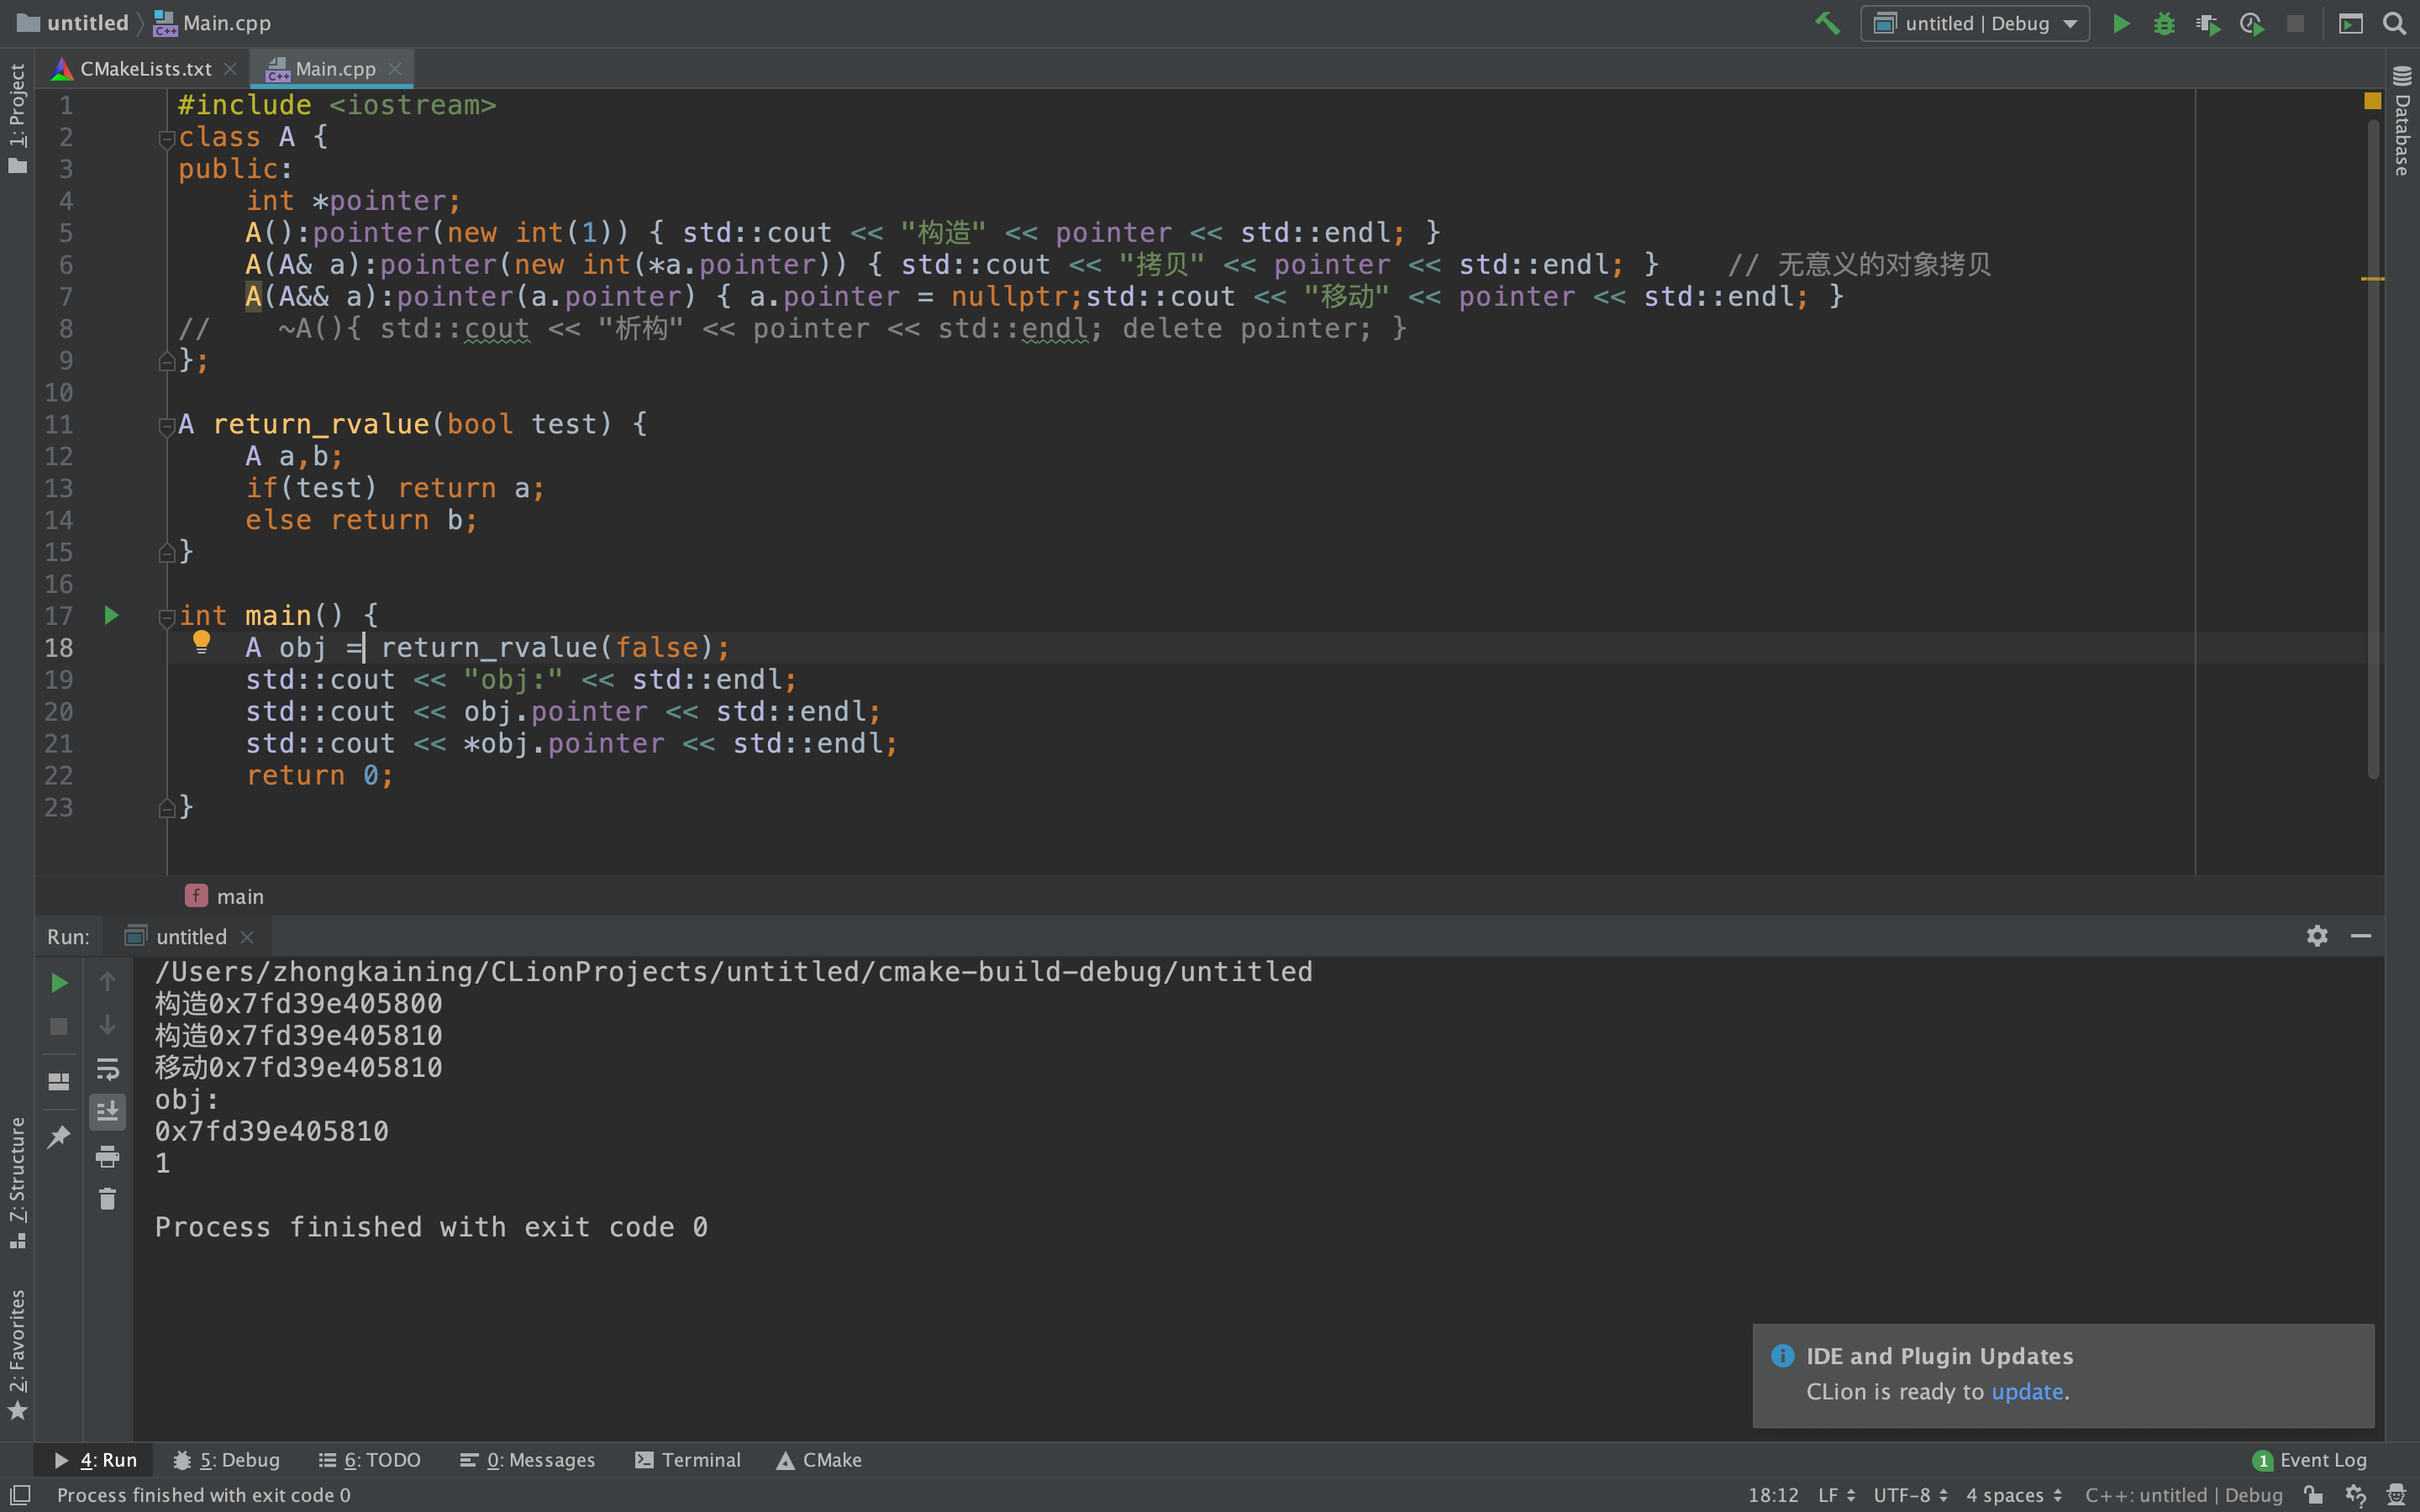 untitled Main.cpp untitled | Debug
1: Project
CMakeLists.txt Main.cpp
Database
1 #include <iostream>
2 class A {
3 public:
4     int *pointer;
5     A():pointer(new int(1)) { std::cout << "构造" << pointer << std::endl; }
6     A(A& a):pointer(new int(*a.pointer)) { std::cout << "拷贝" << pointer << std::endl; }    // 无意义的对象拷贝
7     A(A&& a):pointer(a.pointer) { a.pointer = nullptr;std::cout << "移动" << pointer << std::endl; }
8 //    ~A(){ std::cout << "析构" << pointer << std::endl; delete pointer; }
9 };
10
11 A return_rvalue(bool test) {
12     A a,b;
13     if(test) return a;
14     else return b;
15 }
16
17 int main() {
18     A obj = return_rvalue(false);
19     std::cout << "obj:" << std::endl;
20     std::cout << obj.pointer << std::endl;
21     std::cout << *obj.pointer << std::endl;
22     return 0;
23 }
f main
Run: untitled
/Users/zhongkaining/CLionProjects/untitled/cmake-build-debug/untitled
构造0x7fd39e405800
构造0x7fd39e405810
移动0x7fd39e405810
obj:
0x7fd39e405810
1
Process finished with exit code 0
7: Structure
2: Favorites
IDE and Plugin Updates
CLion is ready to update.
4: Run 5: Debug 6: TODO 0: Messages Terminal CMake 1 Event Log
Process finished with exit code 0 18:12 LF UTF-8 4 spaces C++: untitled | Debug